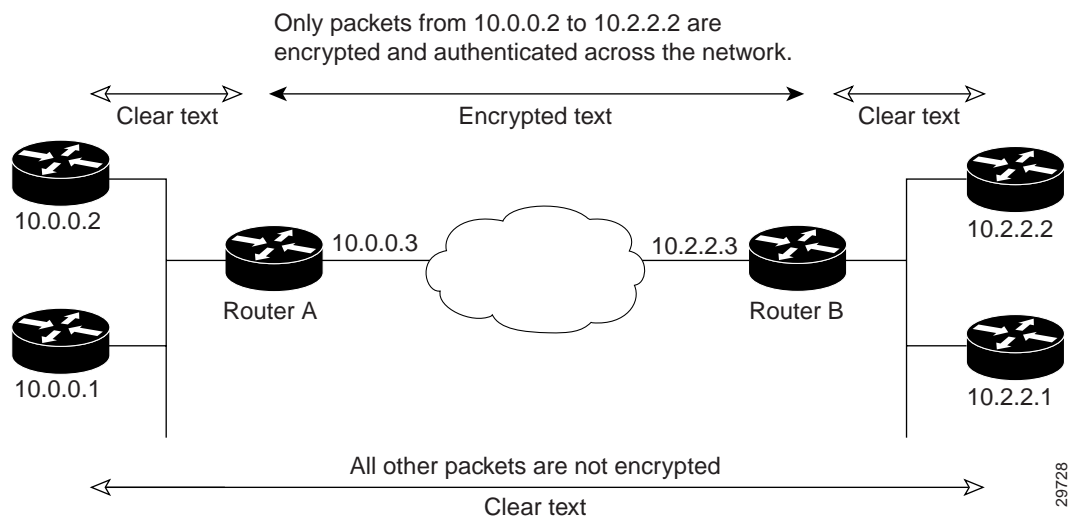 Only packets from 10.0.0.2 to 10.2.2.2 are
encrypted and authenticated across the network.
Clear text
Encrypted text
Clear text
10.0.0.2
10.2.2.2
10.0.0.3
10.2.2.3
Router A
Router B
10.0.0.1
10.2.2.1
All other packets are not encrypted
Clear text
29728